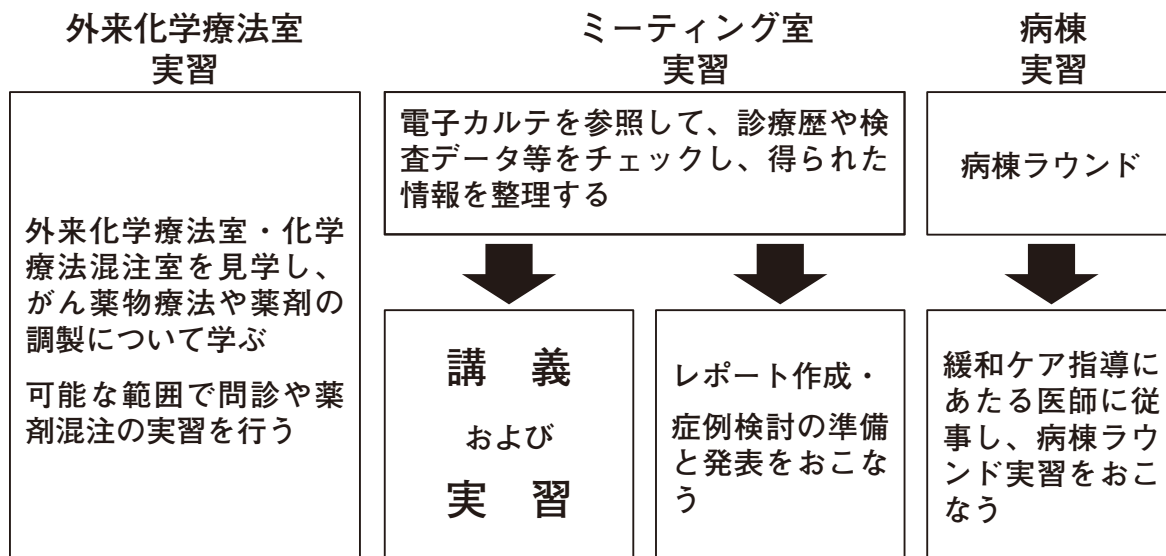 外来化学療法室
実習
外来化学療法室・化学
療法混注室を見学し、
がん薬物療法や薬剤の
調製について学ぶ
可能な範囲で問診や薬
剤混注の実習を行う
ミーティング室
実習
電子カルテを参照して、診療歴や検
査データ等をチェックし、得られた
情報を整理する
講 義
および
実 習
レポート作成・
症例検討の準備
と発表をおこな
う
病棟
実習
病棟ラウンド
緩和ケア指導に
あたる医師に従
事し、病棟ラウ
ンド実習をおこ
なう